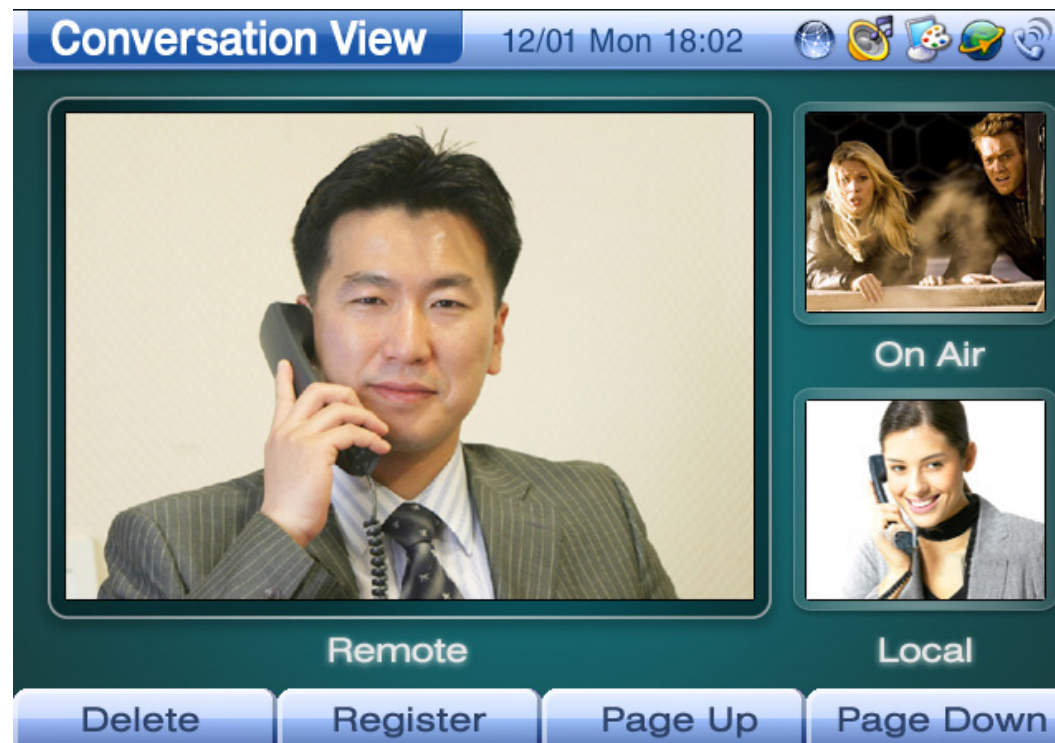 Conversation View 12/01 Mon 18:02
On Air
Remote
Local
Delete Register Page Up Page Down